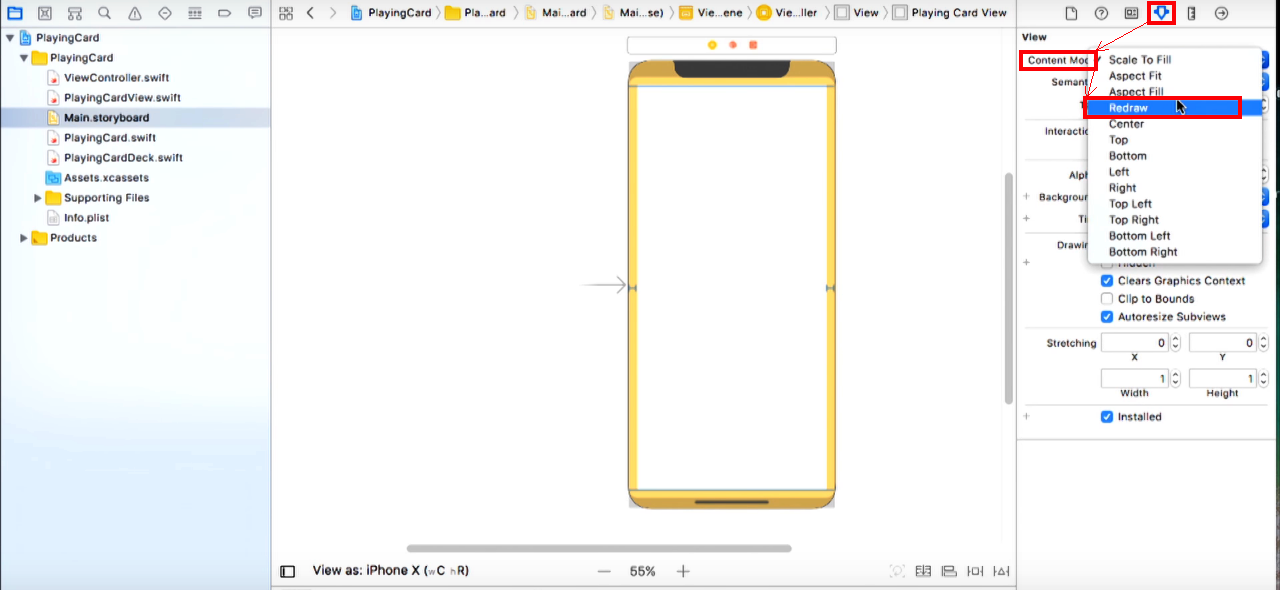 PlayingCard
Pla...ard
Mai...ard
Mai...se)
Vie...ene
Vie...ller
View
Playing Card View
PlayingCard
PlayingCard
ViewController.swift
PlayingCardView.swift
Main.storyboard
PlayingCard.swift
PlayingCardDeck.swift
Assets.xcassets
Supporting Files
Info.plist
Products
View as: iPhone X (wC hR)
55%
View
Content Mod
Scale To Fill
Aspect Fit
Aspect Fill
Redraw
Center
Top
Bottom
Left
Right
Top Left
Top Right
Bottom Left
Bottom Right
Semant
Interactio
Alph
Backgroun
Ti
Drawin
Hidden
Clears Graphics Context
Clip to Bounds
Autoresize Subviews
Stretching 0 0
X Y
1 1
Width Height
Installed